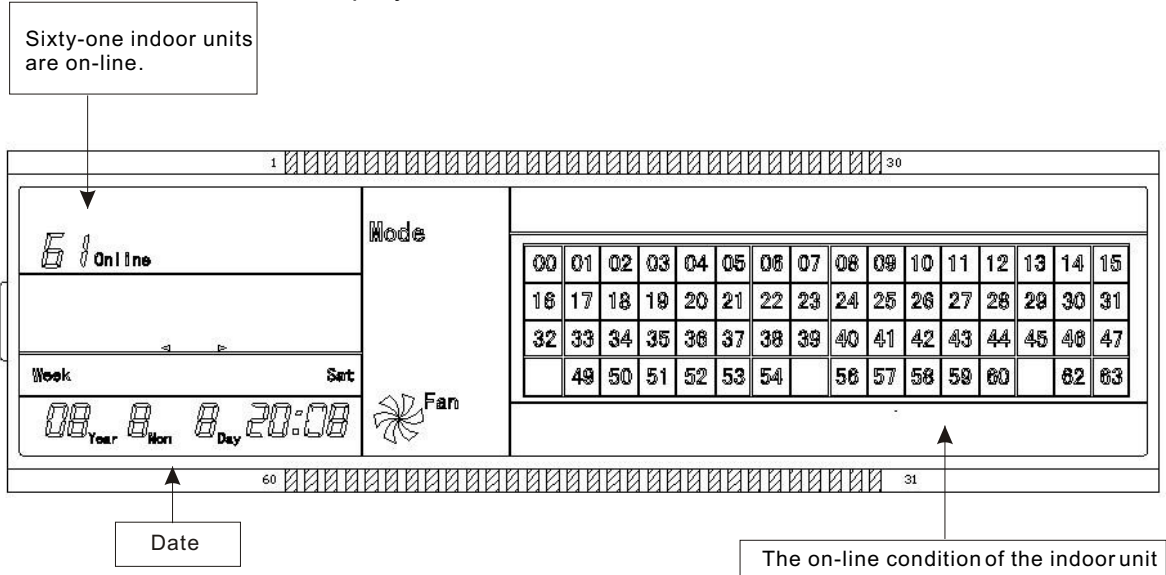 Sixty-one indoor units
are on-line.
1 30
61 Online
Mode
00 01 02 03 04 05 06 07 08 09 10 11 12 13 14 15
16 17 18 19 20 21 22 23 24 25 26 27 28 29 30 31
32 33 34 35 36 37 38 39 40 41 42 43 44 45 46 47
49 50 51 52 53 54 56 57 58 59 60 62 63
Week Sat
Fan
08 Year 8 Mon 8 Day 20:08
60 31
Date
The on-line condition of the indoor unit